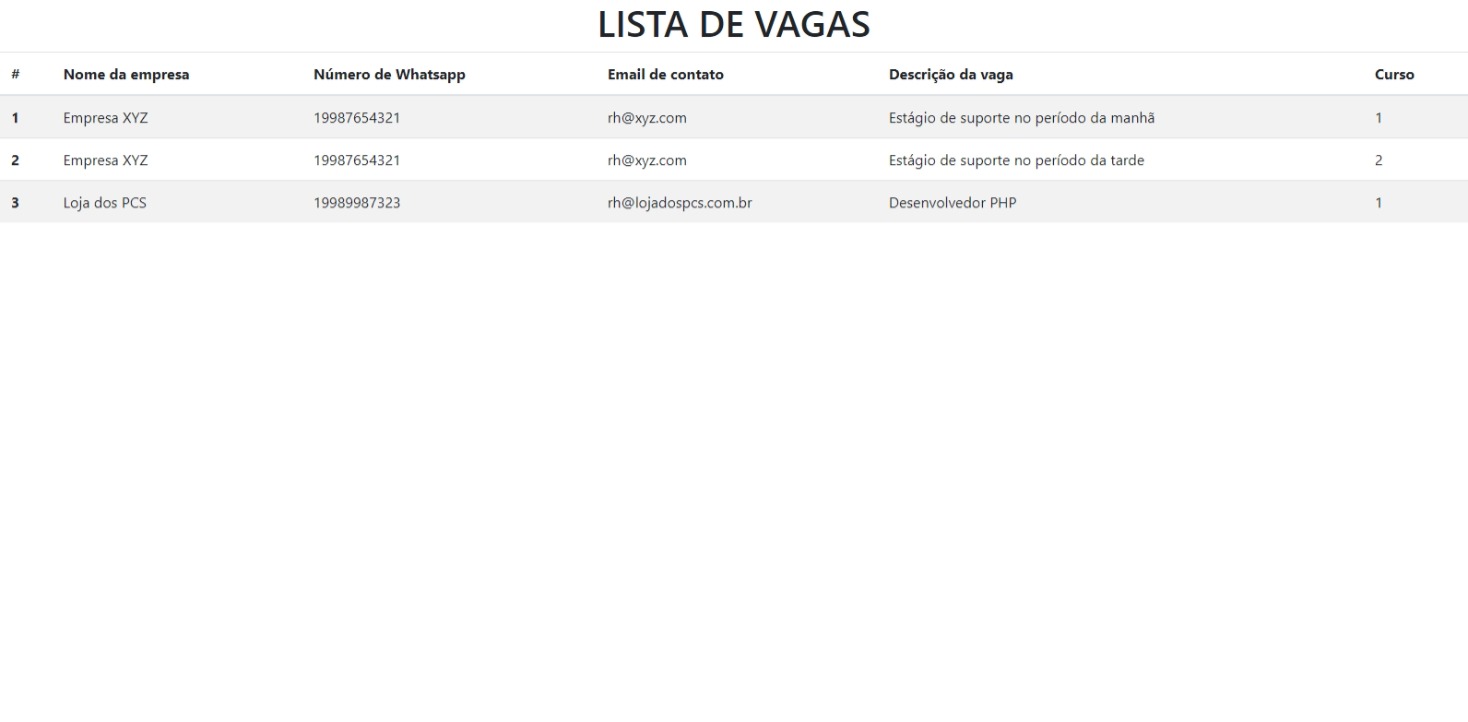 LISTA DE VAGAS
# Nome da empresa Número de Whatsapp Email de contato Descrição da vaga Curso
1 Empresa XYZ 19987654321 rh@xyz.com Estágio de suporte no período da manhã 1
2 Empresa XYZ 19987654321 rh@xyz.com Estágio de suporte no período da tarde 2
3 Loja dos PCS 19989987323 rh@lojadospcs.com.br Desenvolvedor PHP 1